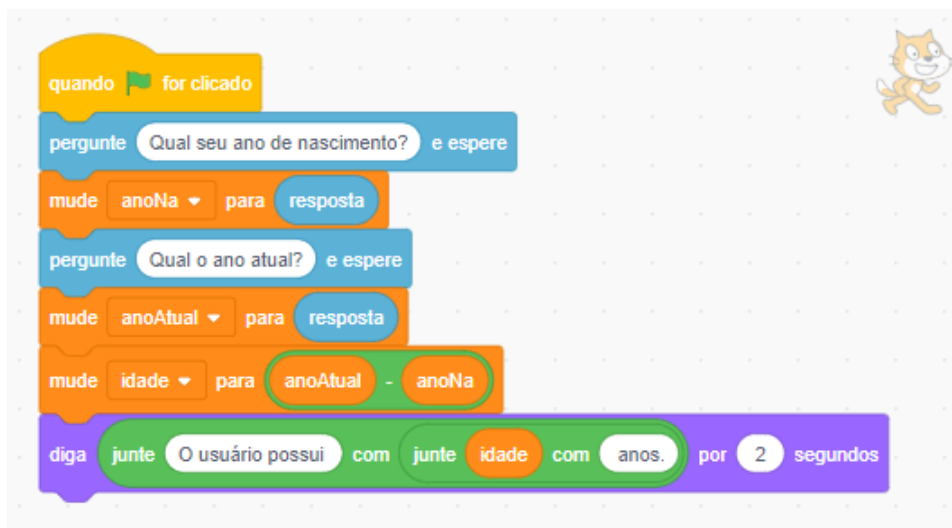 quando for clicado
pergunte Qual seu ano de nascimento? e espere
mude anoNa para resposta
pergunte Qual o ano atual? e espere
mude anoAtual para resposta
mude idade para anoAtual - anoNa
diga junte O usuário possui com junte idade com anos. por 2 segundos